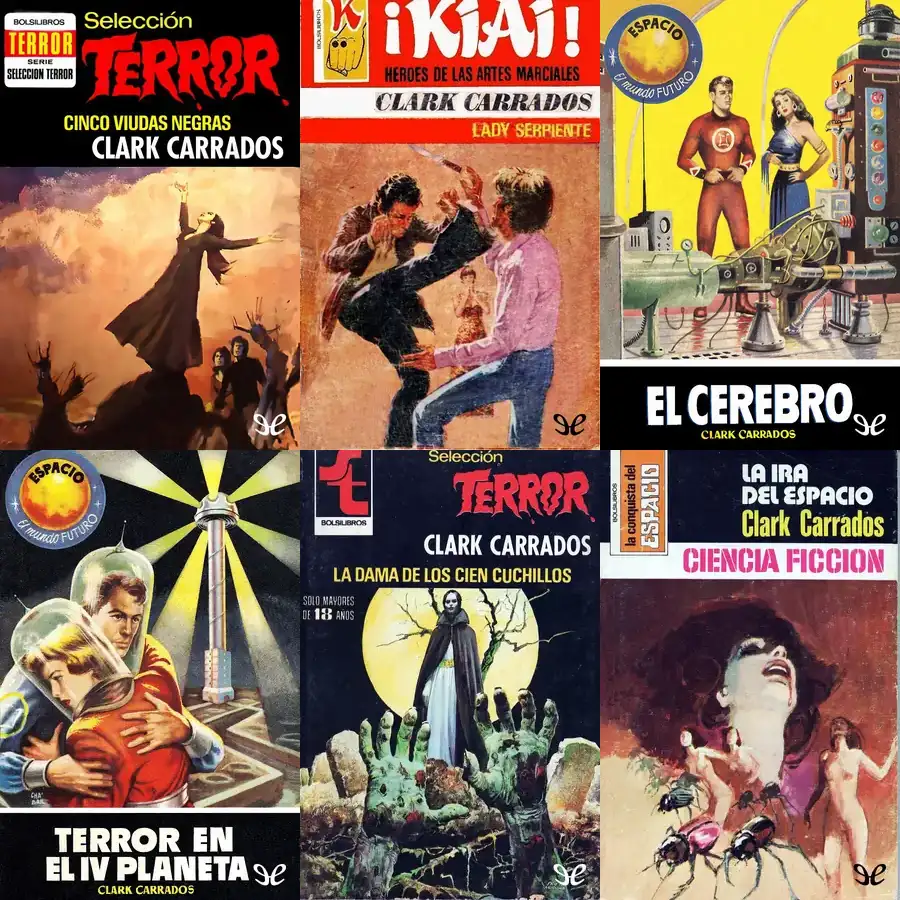 BOLSILIBROS
TERROR
SERIE
SELECCION TERROR
Selección
TERROR
CINCO VIUDAS NEGRAS
CLARK CARRADOS
BOLSILIBROS
K
¡KIAI!
HEROES DE LAS ARTES MARCIALES
CLARK CARRADOS
LADY SERPIENTE
ESPACIO
El mundo FUTURO
EL CEREBRO
CLARK CARRADOS
ESPACIO
El mundo FUTURO
TERROR EN
EL IV PLANETA
CLARK CARRADOS
st
BOLSILIBROS
Selección
TERROR
CLARK CARRADOS
LA DAMA DE LOS CIEN CUCHILLOS
SOLO MAYORES
DE 18 AÑOS
BOLSILIBROS
la conquista del
ESPACIO
LA IRA
DEL ESPACIO
Clark Carrados
CIENCIA FICCION